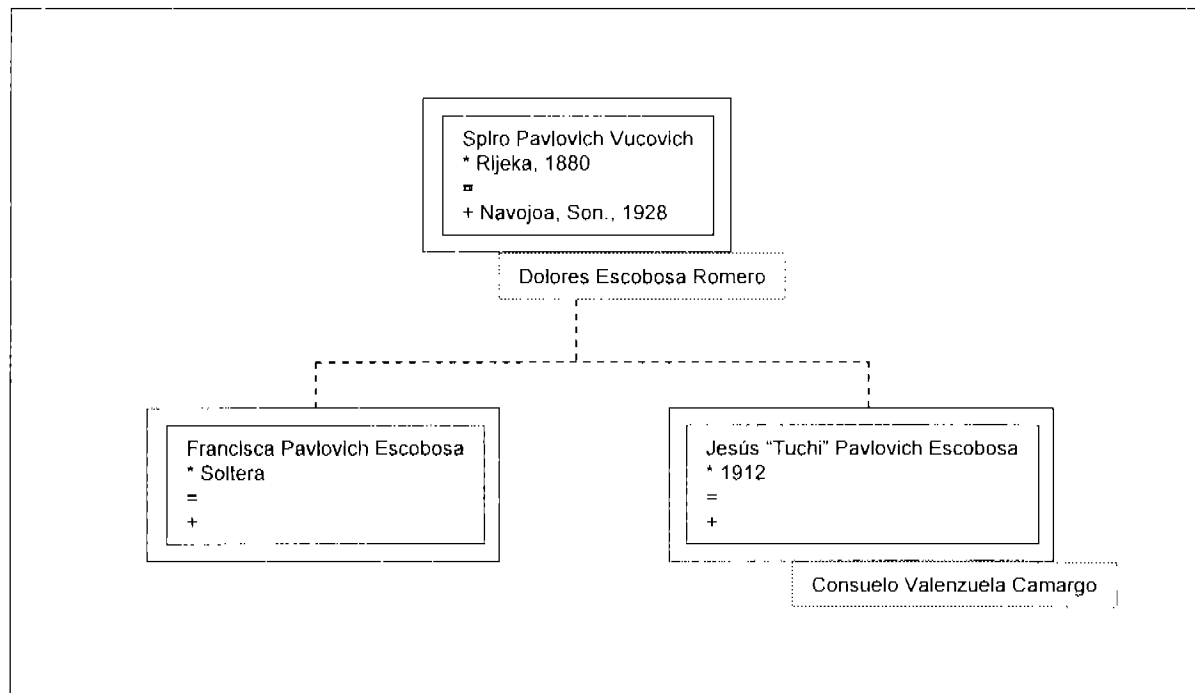 Spiro Pavlovich Vucovich
* Rijeka, 1880
=
+ Navojoa, Son., 1928
Dolores Escobosa Romero
Francisca Pavlovich Escobosa
* Soltera
=
+
Jesús “Tuchi” Pavlovich Escobosa
* 1912
=
+
Consuelo Valenzuela Camargo